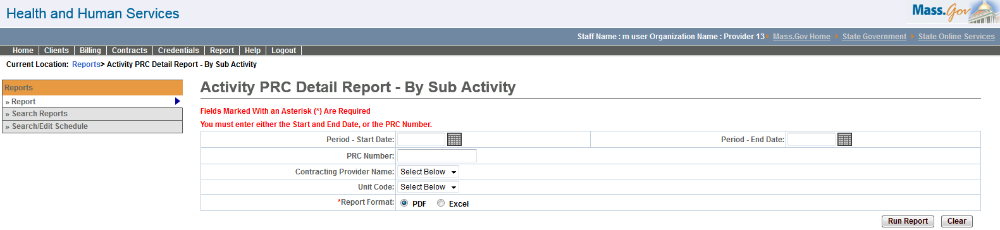 Health and Human Services
Mass.Gov
Staff Name : m user Organization Name : Provider 13 Mass.Gov Home State Government State Online Services
Home Clients Billing Contracts Credentials Report Help Logout
Current Location: Reports> Activity PRC Detail Report - By Sub Activity
Reports
» Report
» Search Reports
» Search/Edit Schedule
Activity PRC Detail Report - By Sub Activity
Fields Marked With an Asterisk (*) Are Required
You must enter either the Start and End Date, or the PRC Number.
Period - Start Date: Period - End Date:
PRC Number:
Contracting Provider Name: Select Below
Unit Code: Select Below
*Report Format: PDF Excel
Run Report Clear